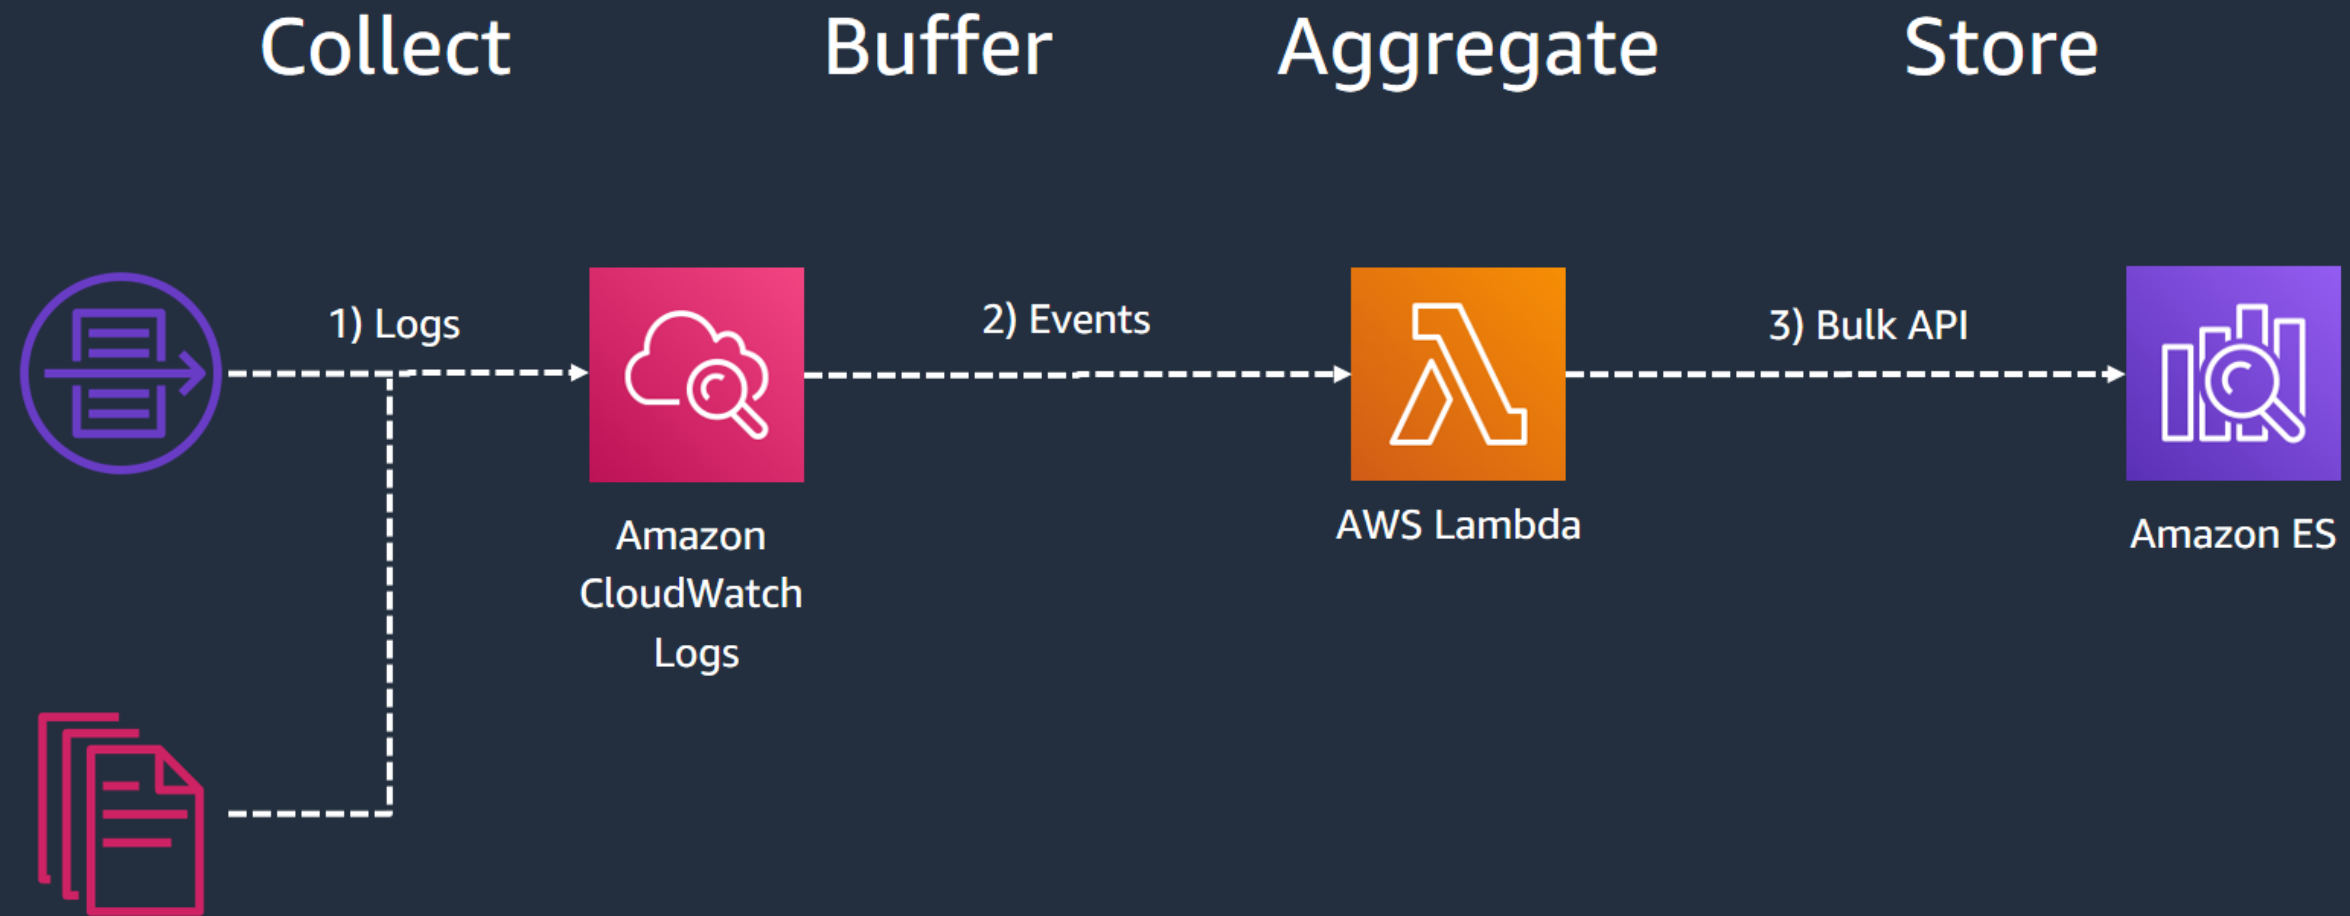 Collect
Buffer
Aggregate
Store
1) Logs
2) Events
3) Bulk API
Amazon
CloudWatch
Logs
AWS Lambda
Amazon ES